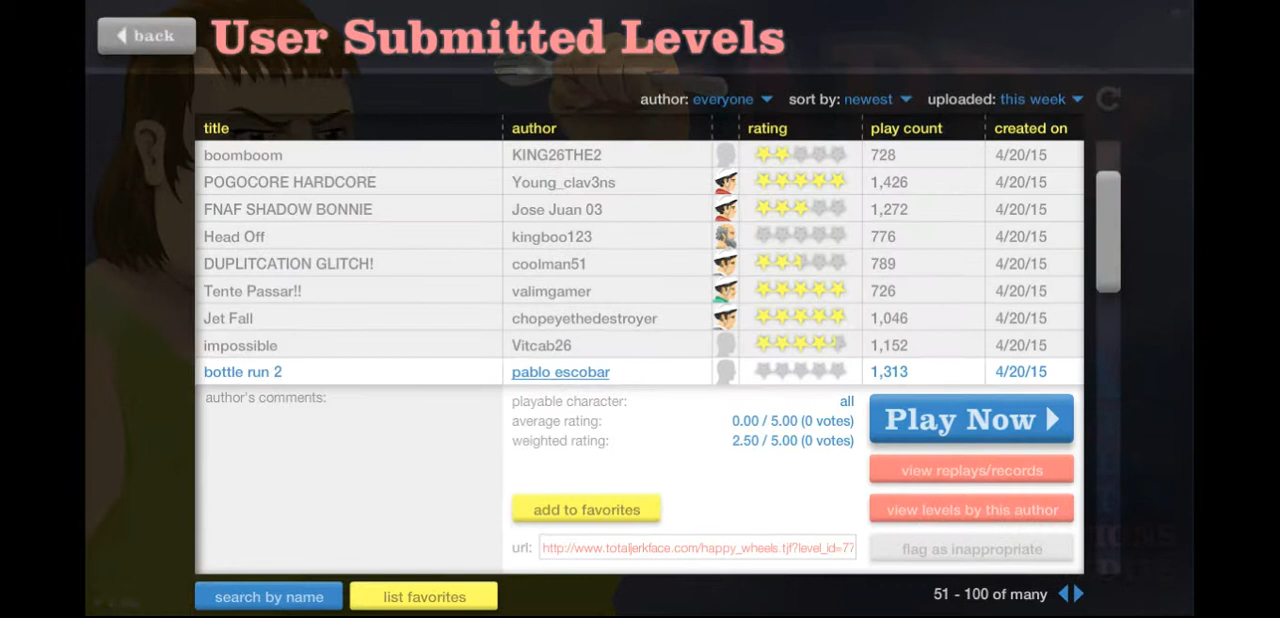 back
User Submitted Levels
author: everyone sort by: newest uploaded: this week
title author rating play count created on
boomboom KING26THE2 728 4/20/15
POGOCORE HARDCORE Young_clav3ns 1,426 4/20/15
FNAF SHADOW BONNIE Jose Juan 03 1,272 4/20/15
Head Off kingboo123 776 4/20/15
DUPLITCATION GLITCH! coolman51 789 4/20/15
Tente Passar!! valimgamer 726 4/20/15
Jet Fall chopeyethedestroyer 1,046 4/20/15
impossible Vitcab26 1,152 4/20/15
bottle run 2 pablo escobar 1,313 4/20/15
author's comments:
playable character: all
average rating: 0.00 / 5.00 (0 votes)
weighted rating: 2.50 / 5.00 (0 votes)
Play Now
view replays/records
add to favorites
view levels by this author
url: http://www.totaljerkface.com/happy_wheels.tjf?level_id=7?
flag as inappropriate
search by name list favorites 51 - 100 of many